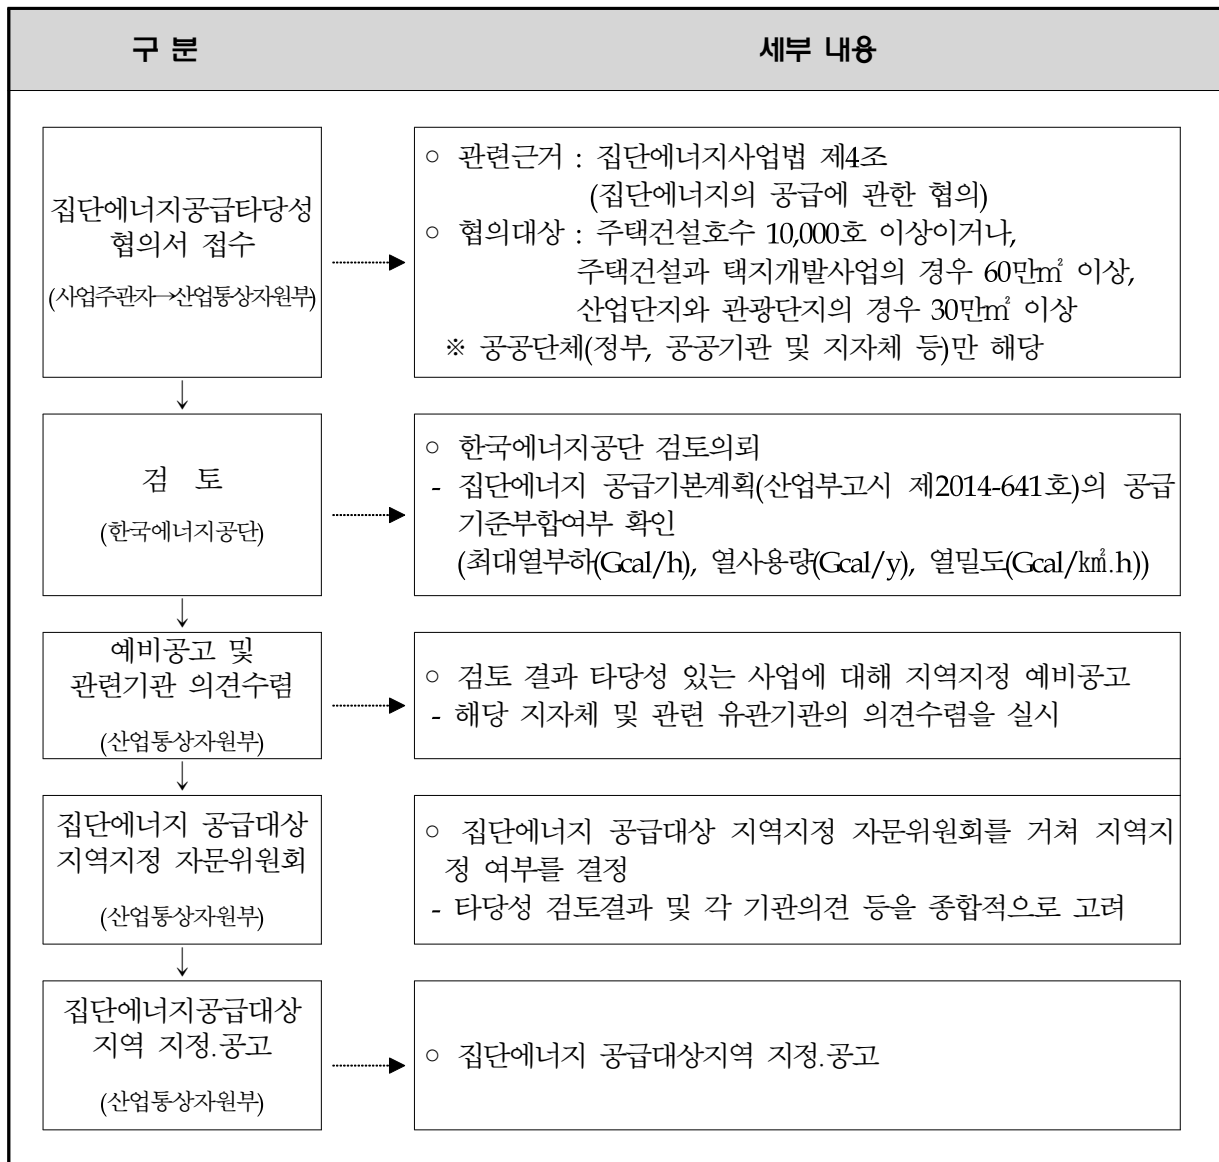 구 분
세부 내용
집단에너지공급타당성
협의서 접수
(사업주관자→산업통상자원부)
○ 관련근거 : 집단에너지사업법 제4조
(집단에너지의 공급에 관한 협의)
○ 협의대상 : 주택건설호수 10,000호 이상이거나,
주택건설과 택지개발사업의 경우 60만㎡ 이상,
산업단지와 관광단지의 경우 30만㎡ 이상
※ 공공단체(정부, 공공기관 및 지자체 등)만 해당
↓
검 토
(한국에너지공단)
○ 한국에너지공단 검토의뢰
- 집단에너지 공급기본계획(산업부고시 제2014-641호)의 공급
기준부합여부 확인
(최대열부하(Gcal/h), 열사용량(Gcal/y), 열밀도(Gcal/㎢.h))
↓
예비공고 및
관련기관 의견수렴
(산업통상자원부)
○ 검토 결과 타당성 있는 사업에 대해 지역지정 예비공고
- 해당 지자체 및 관련 유관기관의 의견수렴을 실시
↓
집단에너지 공급대상
지역지정 자문위원회
(산업통상자원부)
○ 집단에너지 공급대상 지역지정 자문위원회를 거쳐 지역지
정 여부를 결정
- 타당성 검토결과 및 각 기관의견 등을 종합적으로 고려
↓
집단에너지공급대상
지역 지정.공고
(산업통상자원부)
○ 집단에너지 공급대상지역 지정.공고